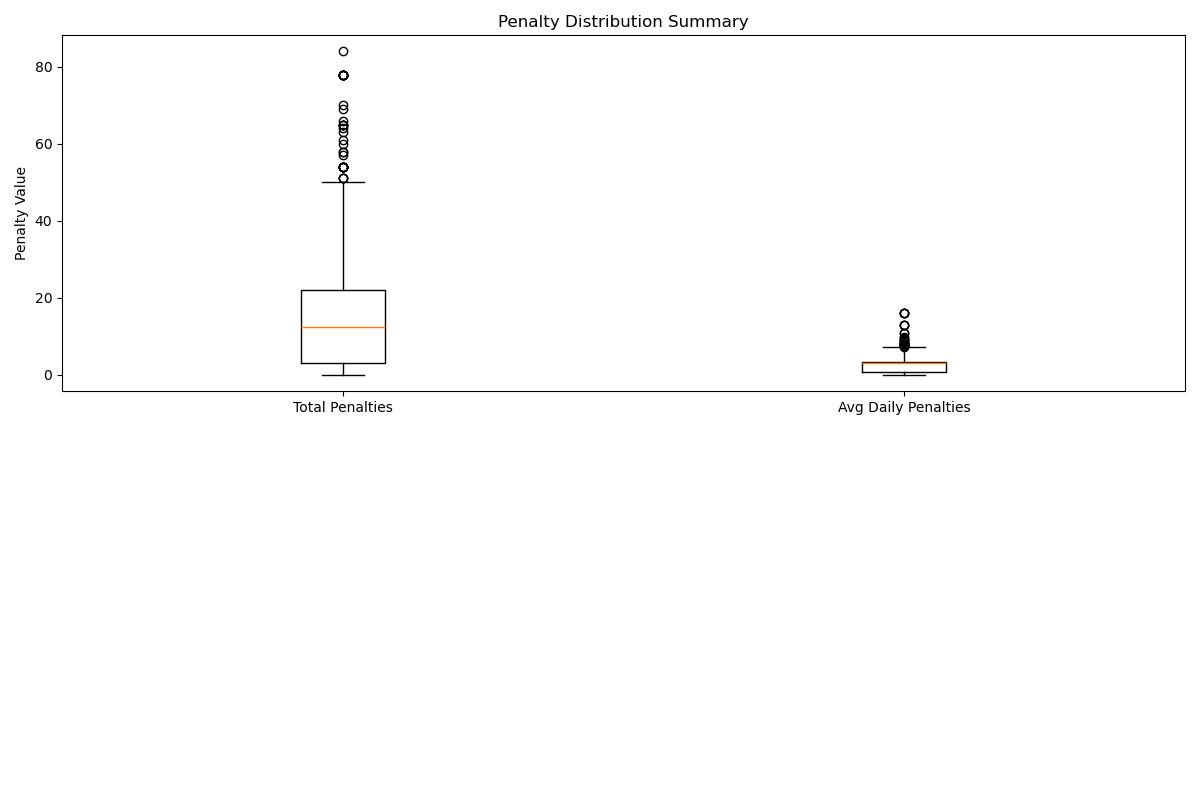 Penalty Distribution Summary
Penalty Value
80
60
40
20
0
Total Penalties
Avg Daily Penalties